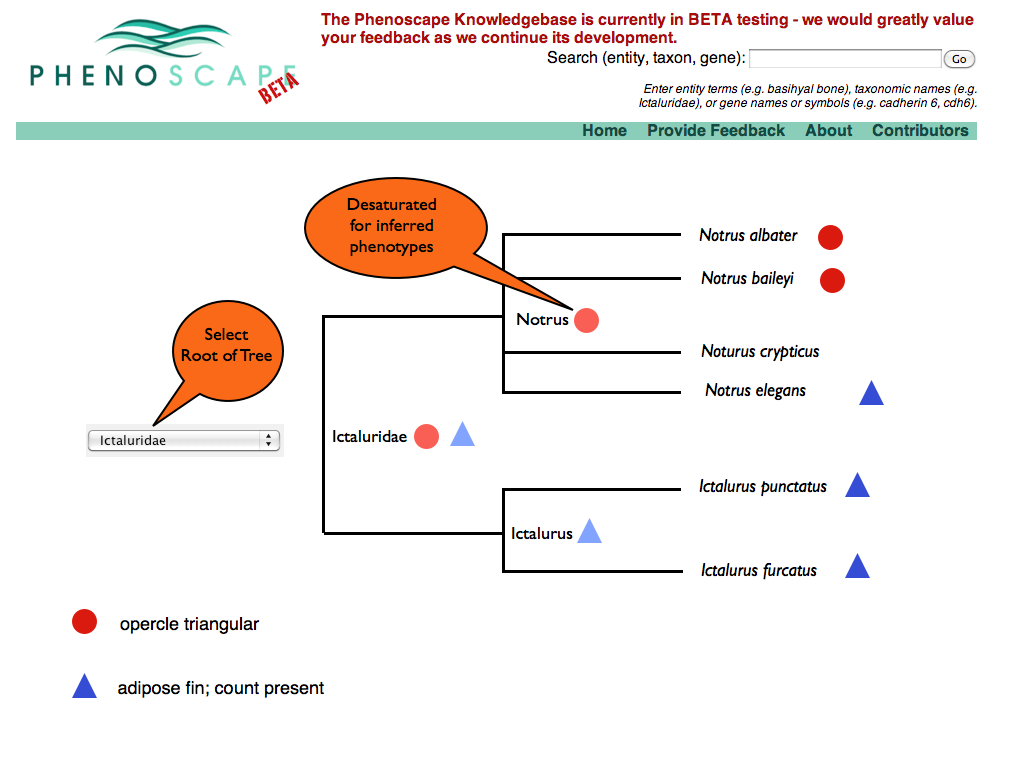 PHENOSCAPE
BETA
The Phenoscape Knowledgebase is currently in BETA testing - we would greatly value
your feedback as we continue its development.
Search (entity, taxon, gene):
Go
Enter entity terms (e.g. basihyal bone), taxonomic names (e.g.
Ictaluridae), or gene names or symbols (e.g. cadherin 6, cdh6).
Home Provide Feedback About Contributors
Desaturated
for inferred
phenotypes
Notrus albater
Notrus baileyi
Notrus
Select
Root of Tree
Noturus crypticus
Notrus elegans
Ictaluridae
Ictaluridae
Ictalurus punctatus
Ictalurus
Ictalurus furcatus
opercle triangular
adipose fin; count present